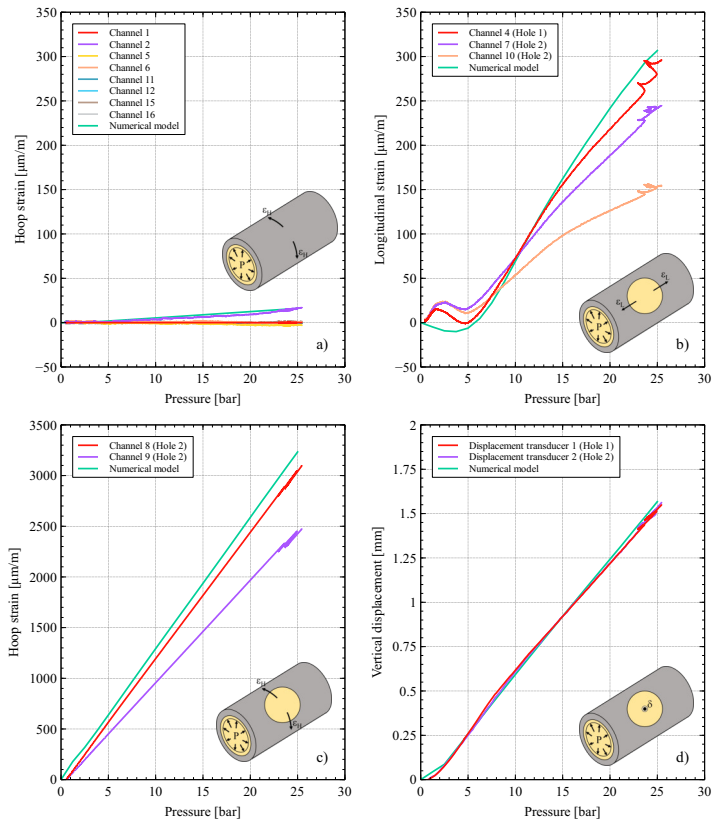 350
300
250
200
150
100
50
0
−50
Hoop strain [μm/m]
Channel 1
Channel 2
Channel 5
Channel 6
Channel 11
Channel 12
Channel 15
Channel 16
Numerical model
εH
εH
P
a)
0 5 10 15 20 25 30
Pressure [bar]
350
300
250
200
150
100
50
0
−50
Longitudinal strain [μm/m]
Channel 4 (Hole 1)
Channel 7 (Hole 2)
Channel 10 (Hole 2)
Numerical model
εL
εL
P
b)
0 5 10 15 20 25 30
Pressure [bar]
3500
3000
2500
2000
1500
1000
500
0
Hoop strain [μm/m]
Channel 8 (Hole 2)
Channel 9 (Hole 2)
Numerical model
εH
εH
P
c)
0 5 10 15 20 25 30
Pressure [bar]
2
1.75
1.5
1.25
1
0.75
0.5
0.25
0
Vertical displacement [mm]
Displacement transducer 1 (Hole 1)
Displacement transducer 2 (Hole 2)
Numerical model
δ
P
d)
0 5 10 15 20 25 30
Pressure [bar]